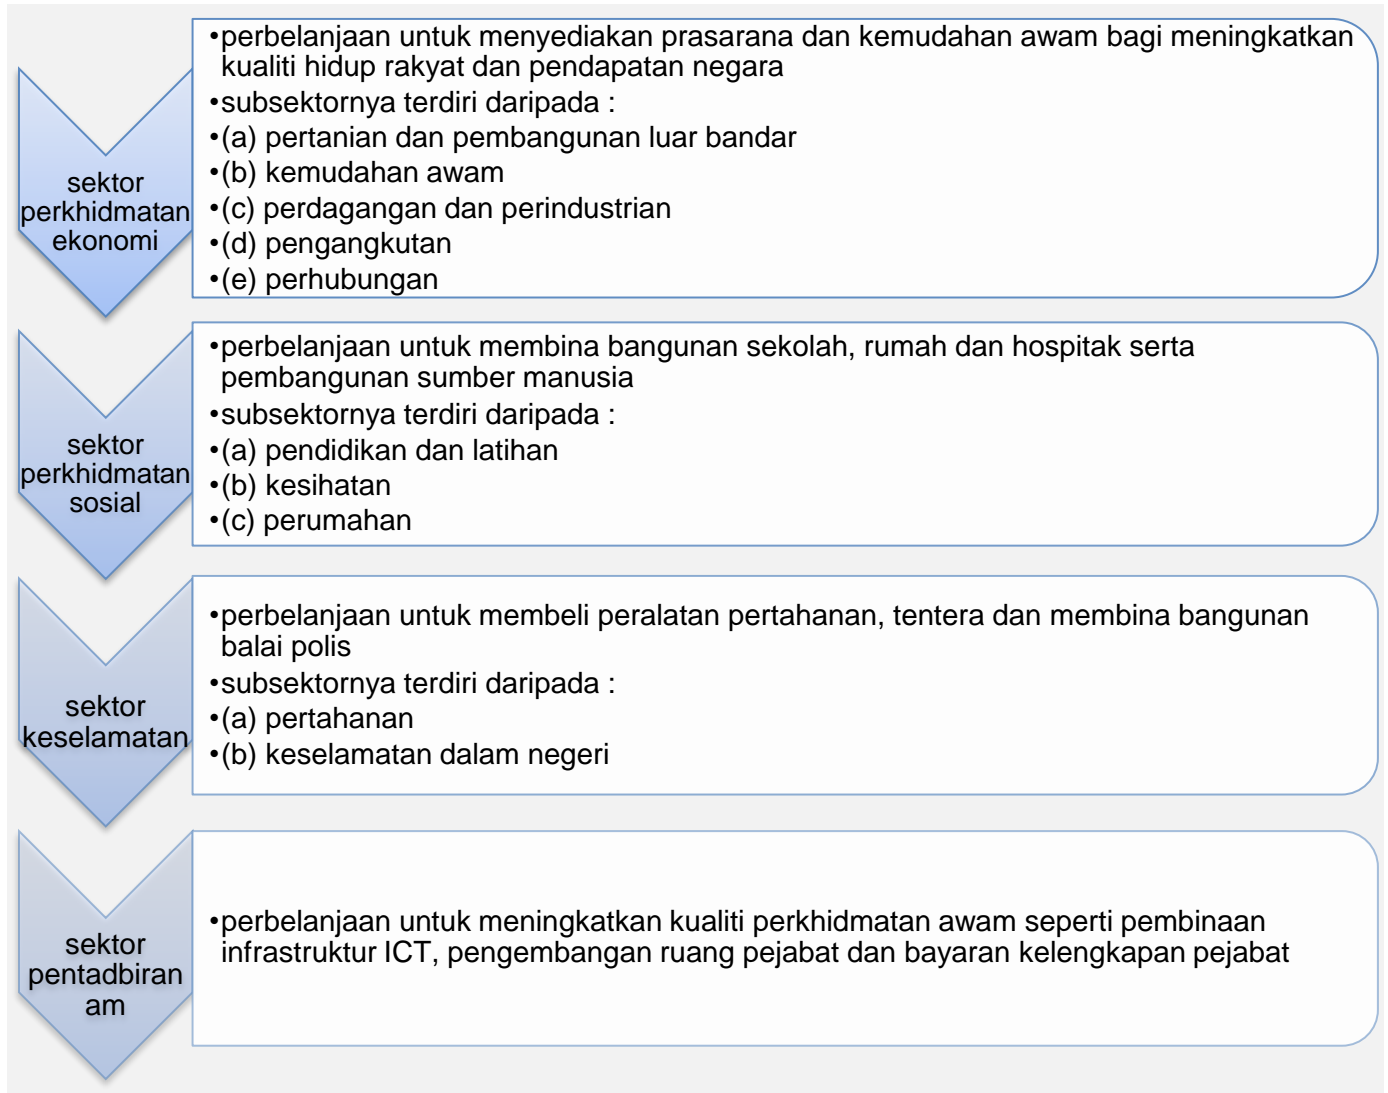 sektor
perkhidmatan
ekonomi
•perbelanjaan untuk menyediakan prasarana dan kemudahan awam bagi meningkatkan
kualiti hidup rakyat dan pendapatan negara
•subsektornya terdiri daripada :
•(a) pertanian dan pembangunan luar bandar
•(b) kemudahan awam
•(c) perdagangan dan perindustrian
•(d) pengangkutan
•(e) perhubungan
sektor
perkhidmatan
sosial
•perbelanjaan untuk membina bangunan sekolah, rumah dan hospitak serta
pembangunan sumber manusia
•subsektornya terdiri daripada :
•(a) pendidikan dan latihan
•(b) kesihatan
•(c) perumahan
sektor
keselamatan
•perbelanjaan untuk membeli peralatan pertahanan, tentera dan membina bangunan
balai polis
•subsektornya terdiri daripada :
•(a) pertahanan
•(b) keselamatan dalam negeri
sektor
pentadbiran
am
•perbelanjaan untuk meningkatkan kualiti perkhidmatan awam seperti pembinaan
infrastruktur ICT, pengembangan ruang pejabat dan bayaran kelengkapan pejabat